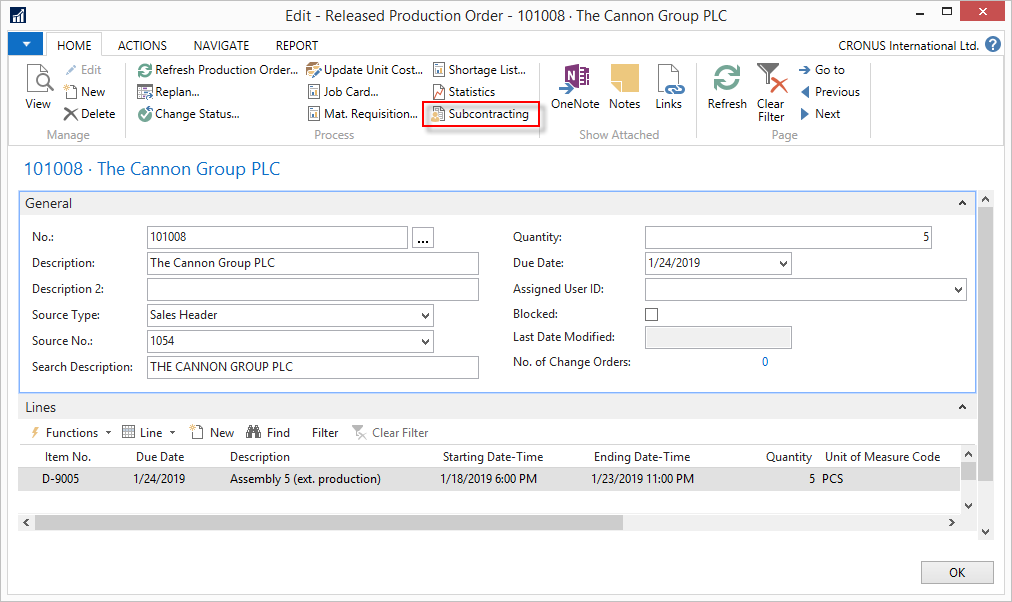 Edit - Released Production Order - 101008 · The Cannon Group PLC
HOME ACTIONS NAVIGATE REPORT CRONUS International Ltd. ?
View
Edit
New
Delete
Manage
Refresh Production Order...
Replan...
Change Status...
Update Unit Cost...
Job Card...
Mat. Requisition...
Shortage List...
Statistics
Subcontracting
Process
OneNote
Notes
Links
Show Attached
Refresh
Clear
Filter
Go to
Previous
Next
Page
101008 · The Cannon Group PLC
General
No.: 101008 ...
Description: The Cannon Group PLC
Description 2:
Source Type: Sales Header
Source No.: 1054
Search Description: THE CANNON GROUP PLC
Quantity: 5
Due Date: 1/24/2019
Assigned User ID:
Blocked:
Last Date Modified:
No. of Change Orders: 0
Lines
Functions Line New Find Filter Clear Filter
Item No. Due Date Description Starting Date-Time Ending Date-Time Quantity Unit of Measure Code
D-9005 1/24/2019 Assembly 5 (ext. production) 1/18/2019 6:00 PM 1/23/2019 11:00 PM 5 PCS
OK